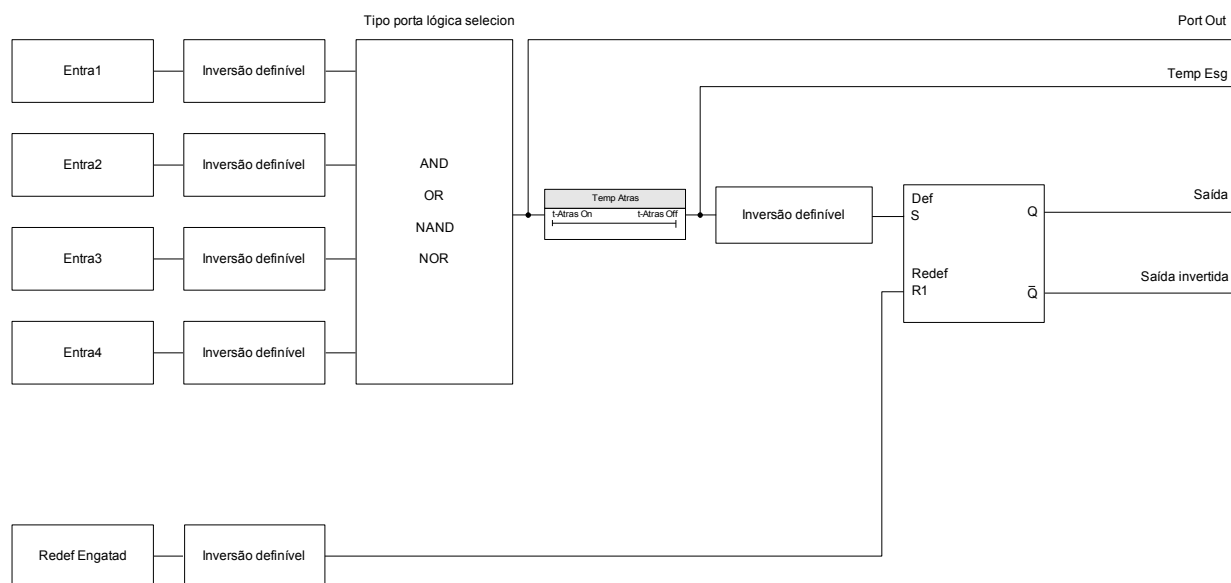 Tipo porta lógica selecion
Port Out
Entra1
Inversão definível
Temp Esg
Entra2
Inversão definível
AND
OR
NAND
NOR
Temp Atras
t-Atras On
t-Atras Off
Inversão definível
Def
S
Q
Saída
Entra3
Inversão definível
Redef
R1
Q̅
Saída invertida
Entra4
Inversão definível
Redef Engatad
Inversão definível